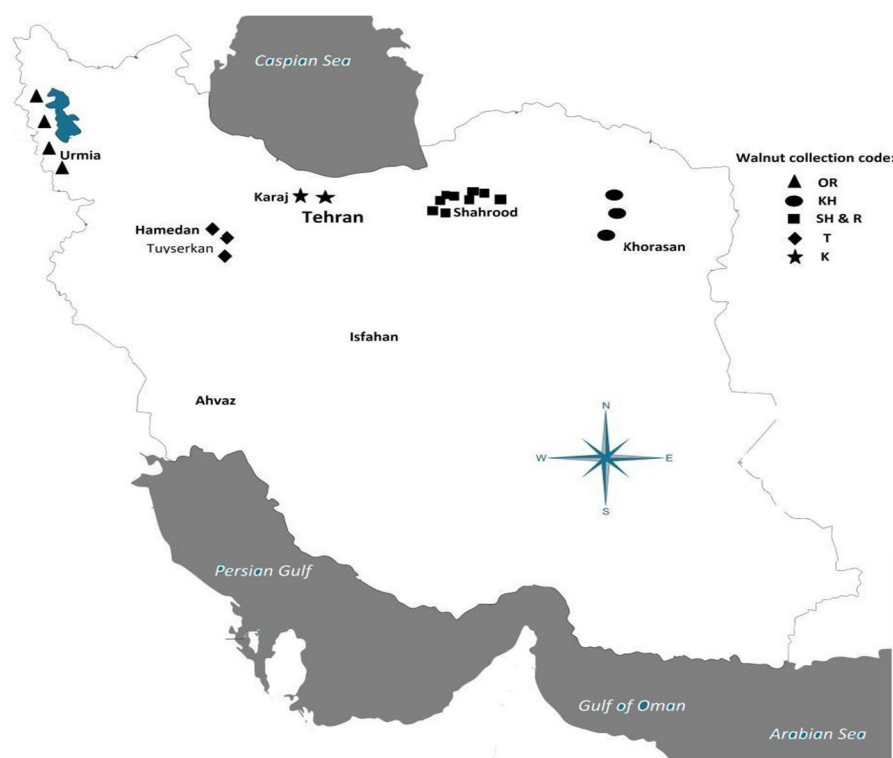 Caspian Sea
Urmia
Walnut collection code:
OR
KH
SH & R
T
K
Karaj
Tehran
Shahrood
Hamedan
Tuyserkan
Khorasan
Isfahan
Ahvaz
N
W
E
S
Persian Gulf
Gulf of Oman
Arabian Sea